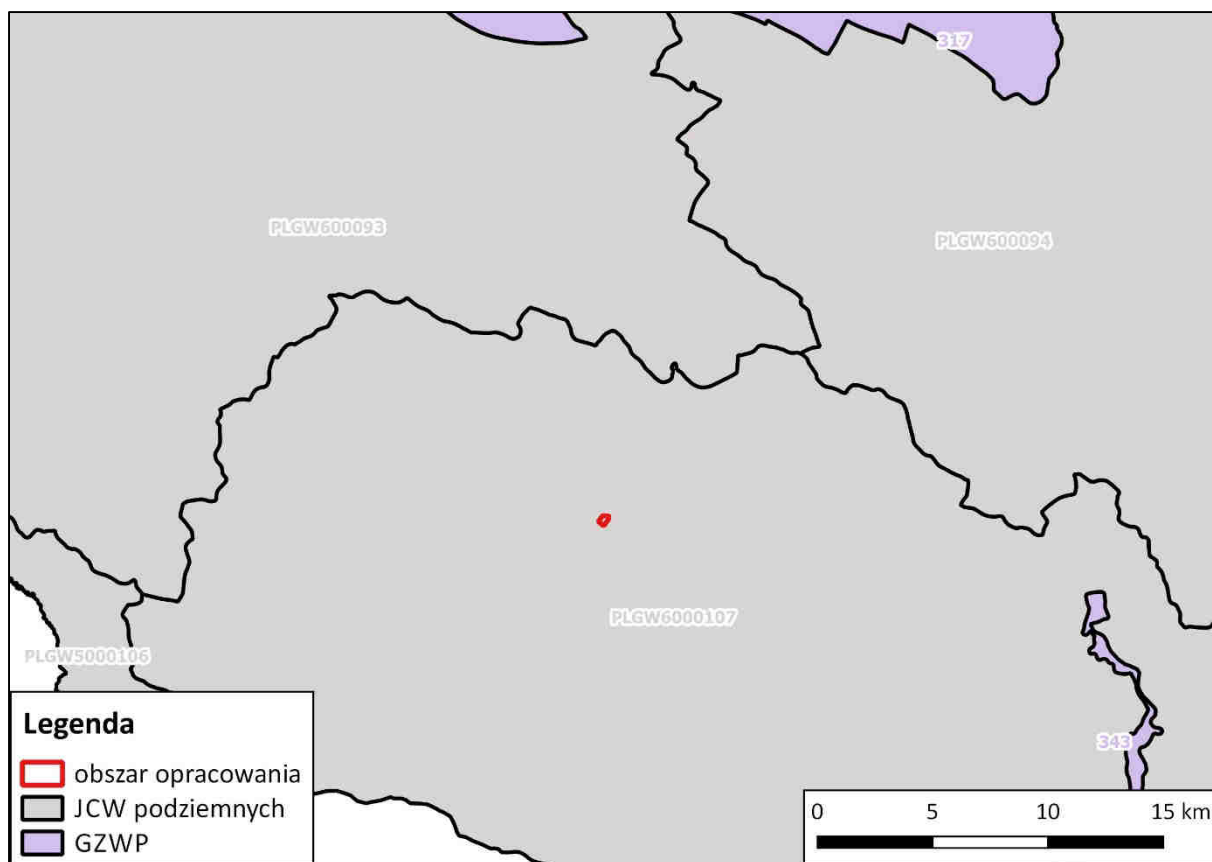 317
PLGW600093
PLGW600094
PLGW6000107
PLGW5000106
343
Legenda
obszar opracowania
JCW podziemnych
GZWP
0 5 10 15 km